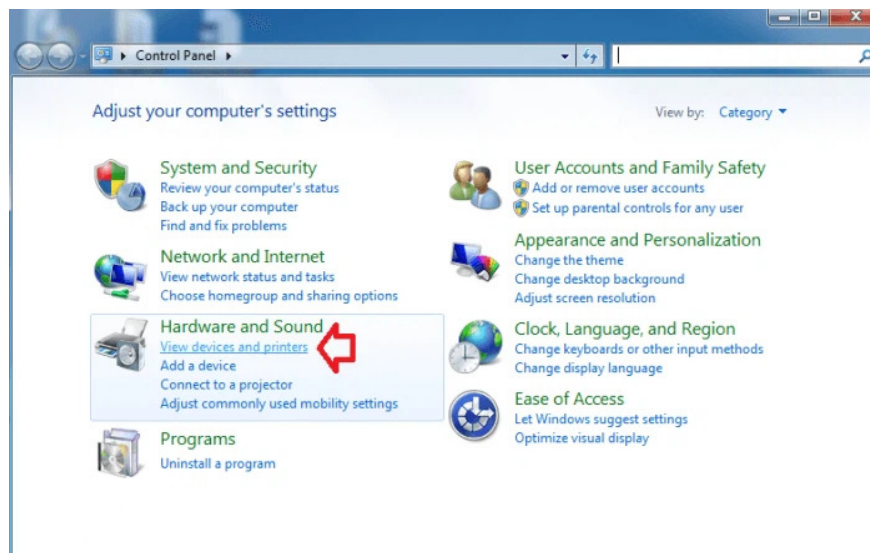 Control Panel
Adjust your computer's settings
View by: Category
System and Security
Review your computer's status
Back up your computer
Find and fix problems
Network and Internet
View network status and tasks
Choose homegroup and sharing options
Hardware and Sound
View devices and printers
Add a device
Connect to a projector
Adjust commonly used mobility settings
Programs
Uninstall a program
User Accounts and Family Safety
Add or remove user accounts
Set up parental controls for any user
Appearance and Personalization
Change the theme
Change desktop background
Adjust screen resolution
Clock, Language, and Region
Change keyboards or other input methods
Change display language
Ease of Access
Let Windows suggest settings
Optimize visual display